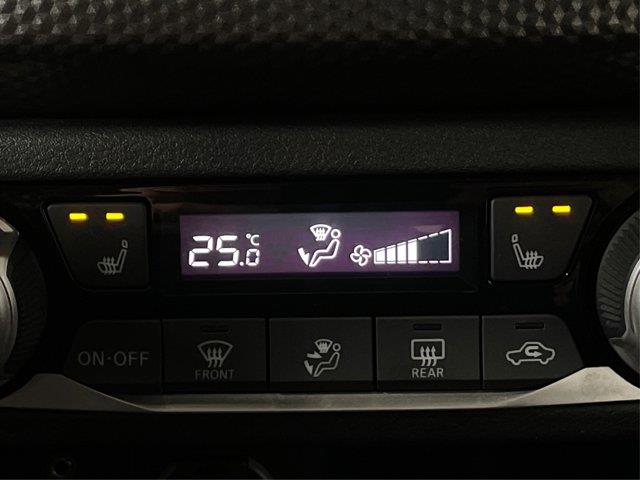 25.0 °C
ON·OFF
FRONT
REAR